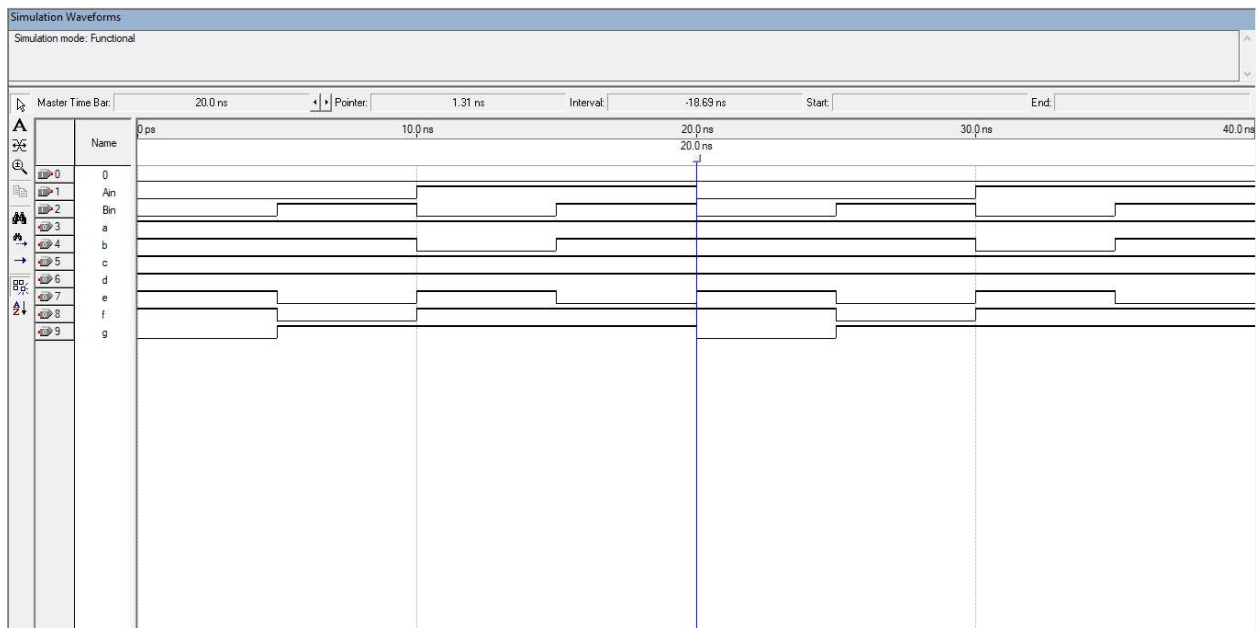 Simulation Waveforms
Simulation mode: Functional
Master Time Bar: 20.0 ns Pointer: 1.31 ns Interval: -18.69 ns Start: End:
Name 0 ps 10.0 ns 20.0 ns 30.0 ns 40.0 ns
20.0 ns
0 0
1 Ain
2 Bin
3 a
4 b
5 c
6 d
7 e
8 f
9 g